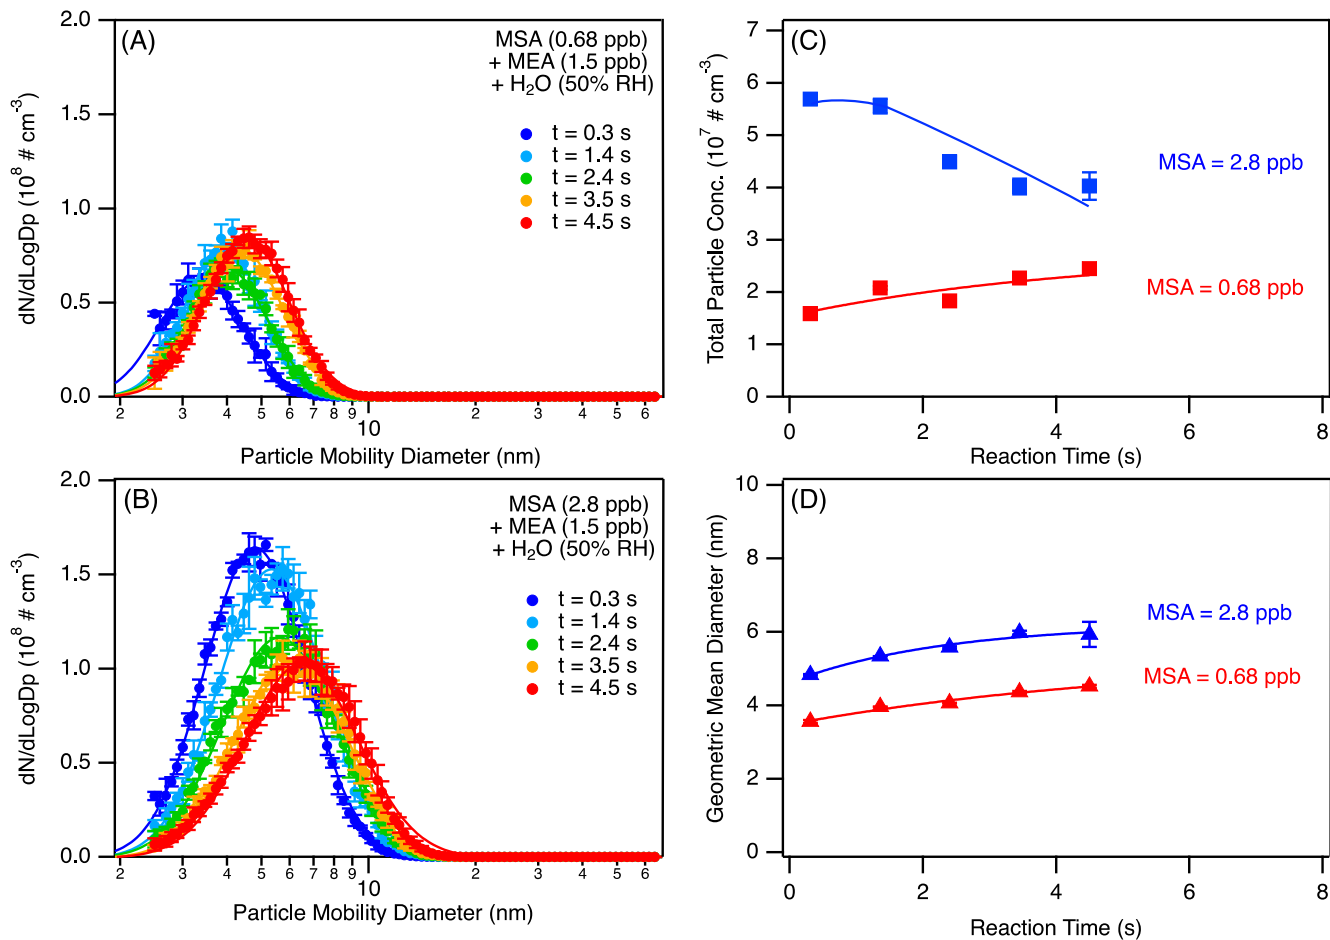 (A)
MSA (0.68 ppb)
+ MEA (1.5 ppb)
+ H₂O (50% RH)
t = 0.3 s
t = 1.4 s
t = 2.4 s
t = 3.5 s
t = 4.5 s
dN/dLogDp (10⁸ # cm⁻³)
2.0
1.5
1.0
0.5
0.0
2 3 4 5 6 7 8 9 2 3 4 5 6
10
Particle Mobility Diameter (nm)
(B)
MSA (2.8 ppb)
+ MEA (1.5 ppb)
+ H₂O (50% RH)
t = 0.3 s
t = 1.4 s
t = 2.4 s
t = 3.5 s
t = 4.5 s
dN/dLogDp (10⁸ # cm⁻³)
2.0
1.5
1.0
0.5
0.0
2 3 4 5 6 7 8 9 2 3 4 5 6
10
Particle Mobility Diameter (nm)
(C)
Total Particle Conc. (10⁷ # cm⁻³)
7
6
5
4
3
2
1
0
MSA = 2.8 ppb
MSA = 0.68 ppb
0 2 4 6 8
Reaction Time (s)
(D)
Geometric Mean Diameter (nm)
10
8
6
4
2
0
MSA = 2.8 ppb
MSA = 0.68 ppb
0 2 4 6 8
Reaction Time (s)